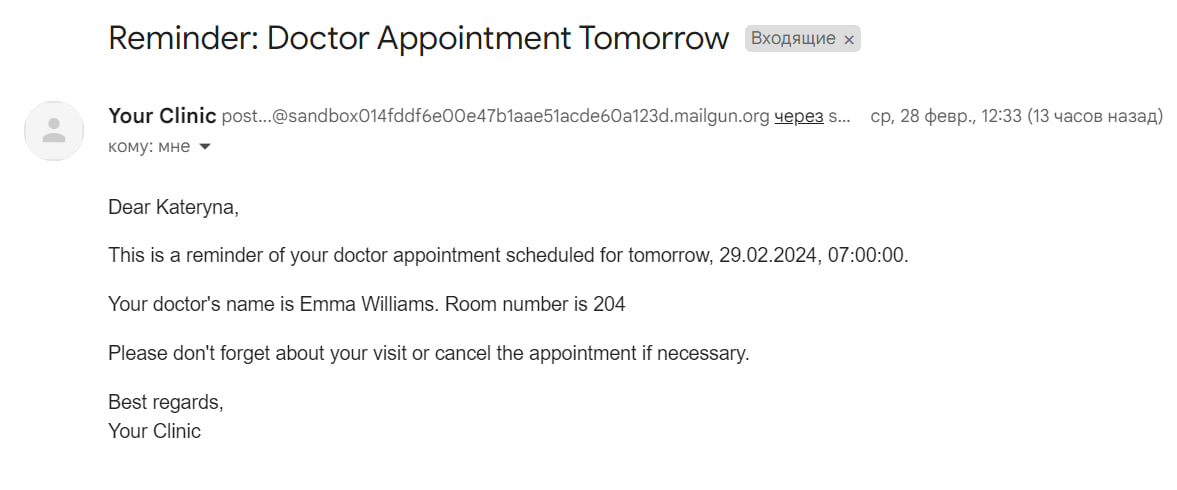 Reminder: Doctor Appointment Tomorrow Входящие ×
Your Clinic post...@sandbox014fddf6e00e47b1aae51acde60a123d.mailgun.org через s... ср, 28 февр., 12:33 (13 часов назад)
кому: мне
Dear Kateryna,
This is a reminder of your doctor appointment scheduled for tomorrow, 29.02.2024, 07:00:00.
Your doctor's name is Emma Williams. Room number is 204
Please don't forget about your visit or cancel the appointment if necessary.
Best regards,
Your Clinic